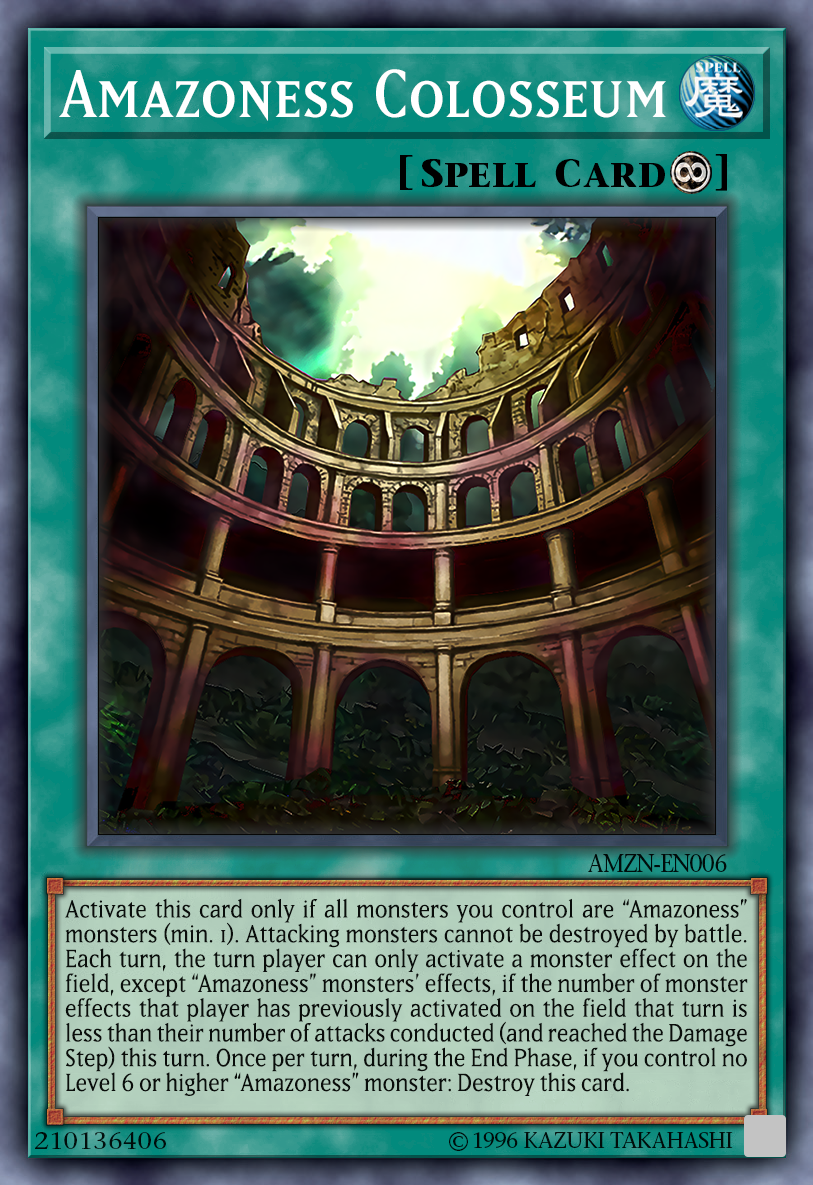 AMAZONESS COLOSSEUM
SPELL
魔
[SPELL CARD∞]
AMZN-EN006
Activate this card only if all monsters you control are “Amazoness”
monsters (min. 1). Attacking monsters cannot be destroyed by battle.
Each turn, the turn player can only activate a monster effect on the
field, except “Amazoness” monsters’ effects, if the number of monster
effects that player has previously activated on the field that turn is
less than their number of attacks conducted (and reached the Damage
Step) this turn. Once per turn, during the End Phase, if you control no
Level 6 or higher “Amazoness” monster: Destroy this card.
210136406
© 1996 KAZUKI TAKAHASHI